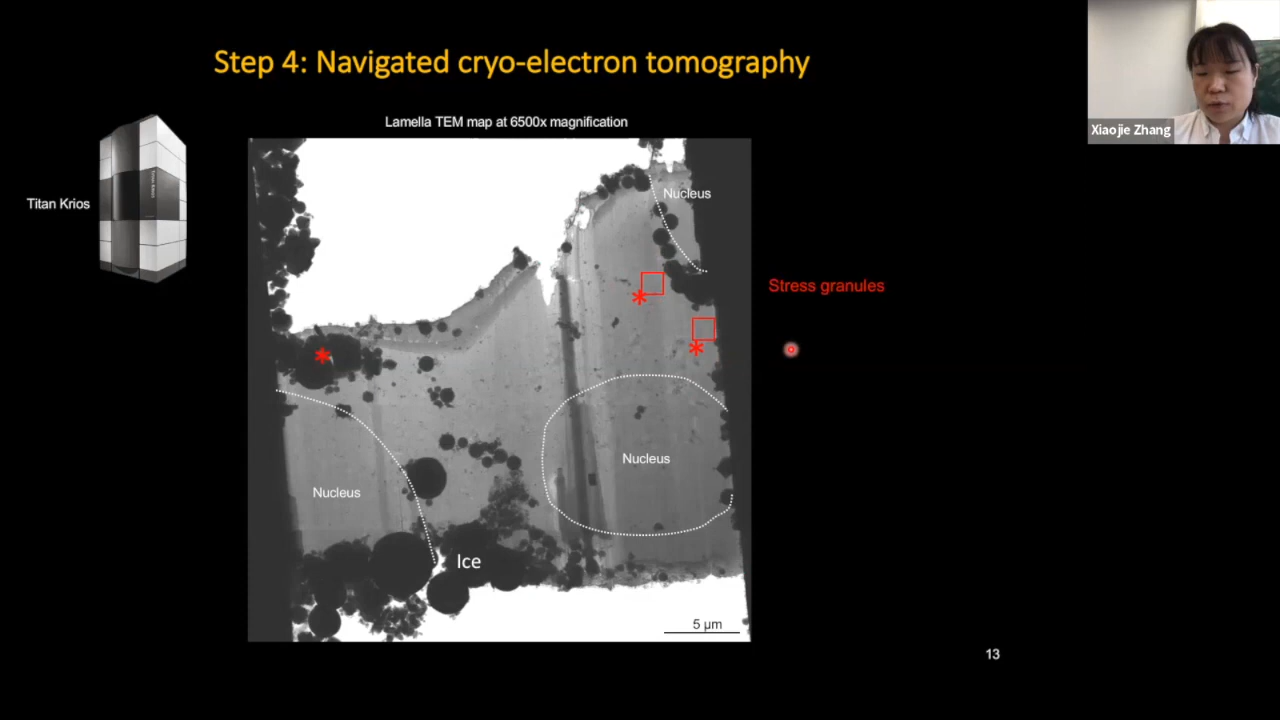 Step 4: Navigated cryo-electron tomography
Xiaojie Zhang
Lamella TEM map at 6500x magnification
Titan Krios
Nucleus
Stress granules
*
*
*
Nucleus
Nucleus
Ice
5 µm
13